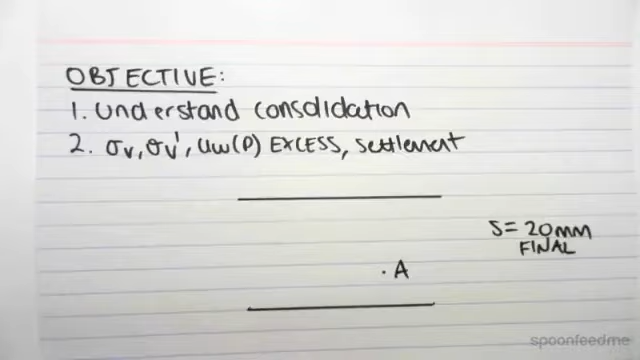 OBJECTIVE:
1. Understand consolidation
2. σv, σv', Uw(P) EXCESS, settlement
S = 20mm
FINAL
. A
spoonfeedme